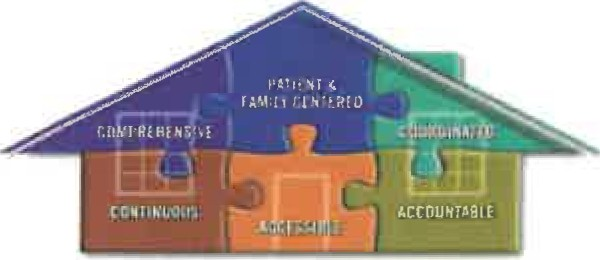 PATIENT &
FAMILY CENTERED
COMPREHENSIVE
COORDINATED
CONTINUOUS
ACCESSIBLE
ACCOUNTABLE